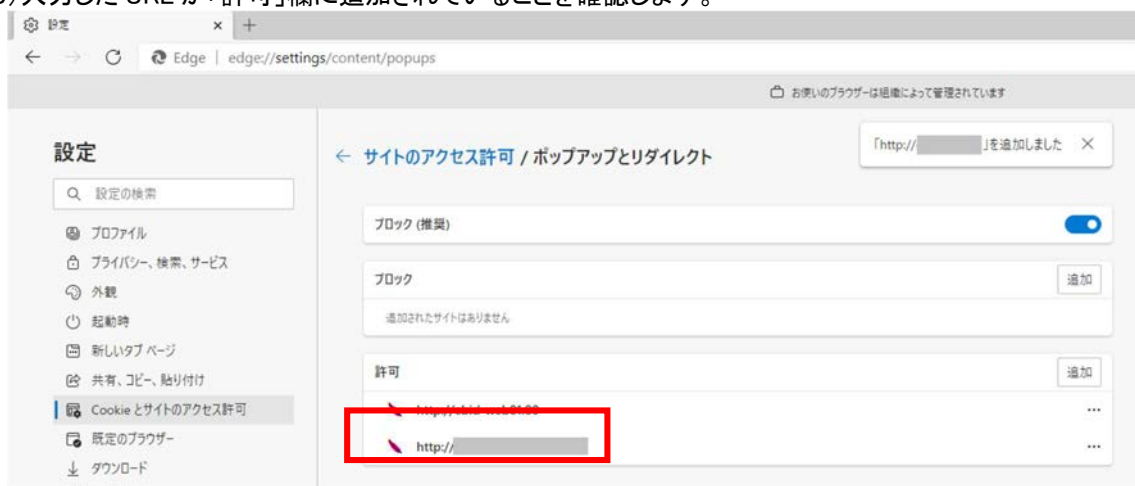 入力した URL が「許可」欄に追加されていることを確認します。
設定
Edge | edge://settings/content/popups
お使いのブラウザーは組織によって管理されています
設定
サイトのアクセス許可 / ポップアップとリダイレクト
「http:// 」を追加しました
設定の検索
プロファイル
プライバシー、検索、サービス
外観
起動時
新しいタブ ページ
共有、コピー、貼り付け
Cookie とサイトのアクセス許可
既定のブラウザー
ダウンロード
ブロック (推奨)
ブロック
追加
追加されたサイトはありません
許可
追加
http://